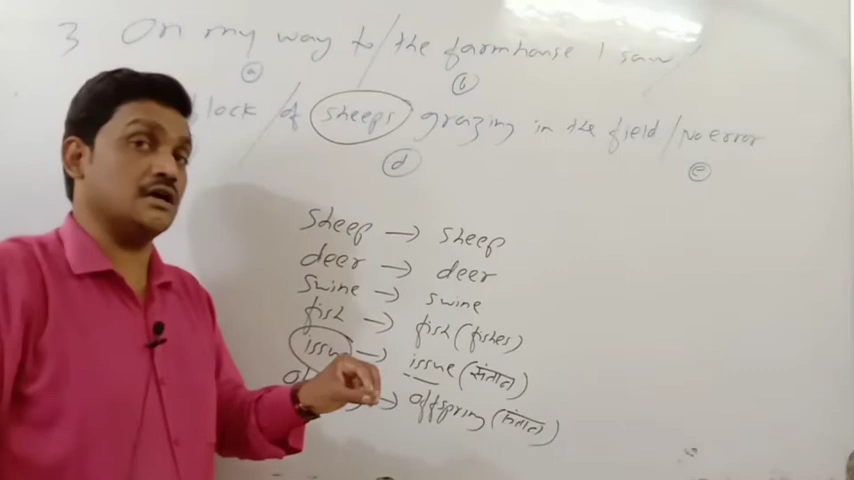 3 On my way to / the farmhouse I saw /
(a) (b)
flock / of sheeps grazing in the field / No error
(d) (e)
sheep → sheep
deer → deer
swine → swine
fish → fish (fishes)
issue → issue (संतान)
→ offspring (संतान)